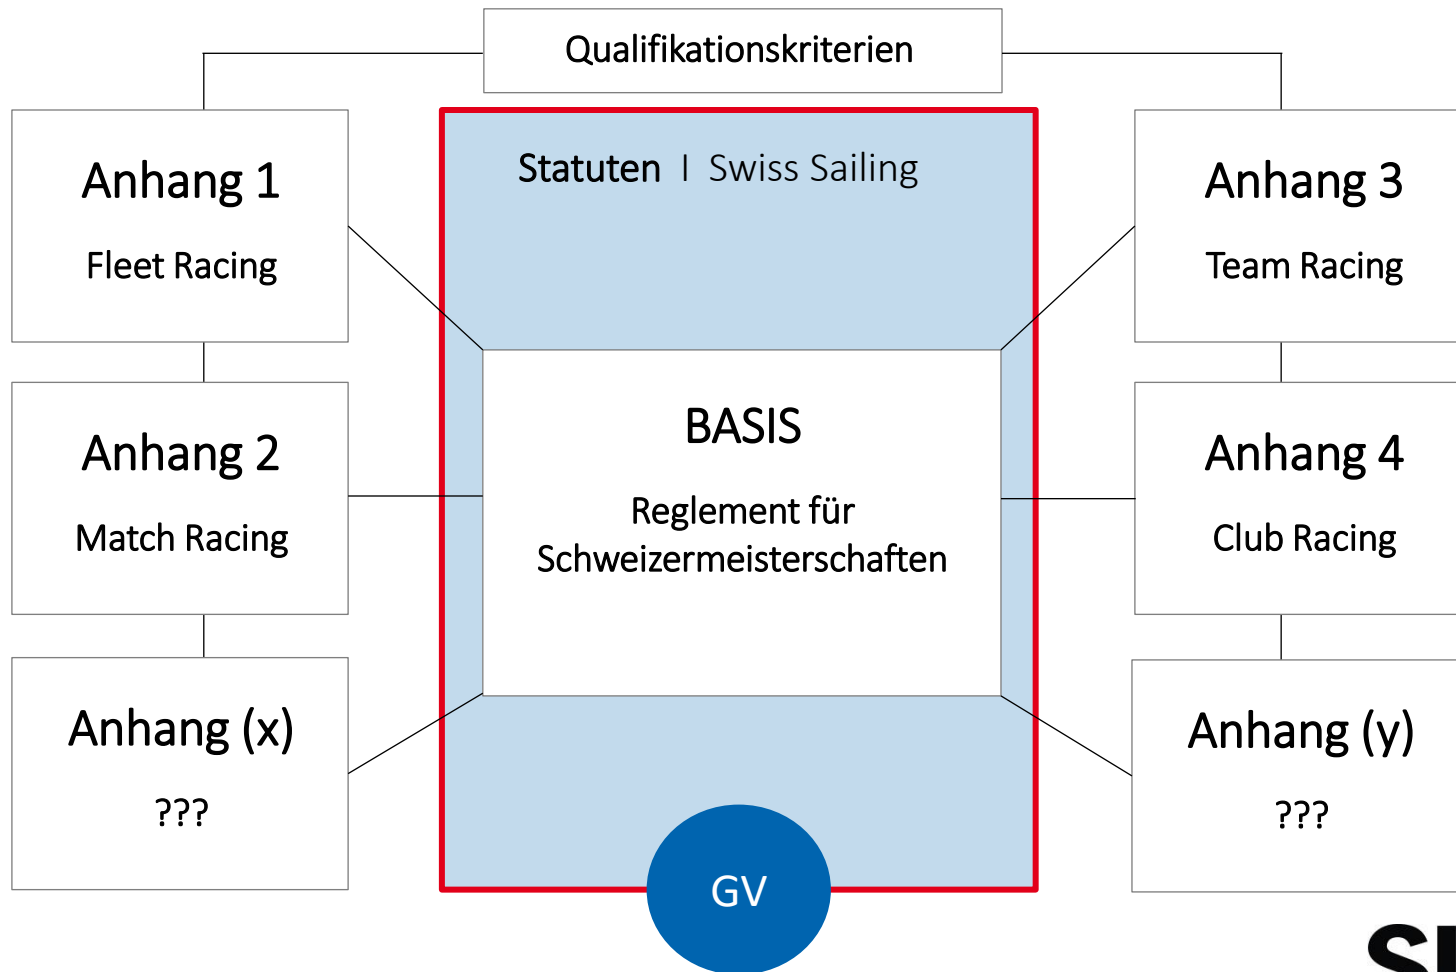 Qualifikationskriterien
Anhang 1
Fleet Racing
Statuten I Swiss Sailing
Anhang 3
Team Racing
Anhang 2
Match Racing
BASIS
Reglement für
Schweizermeisterschaften
Anhang 4
Club Racing
Anhang (x)
???
Anhang (y)
???
GV